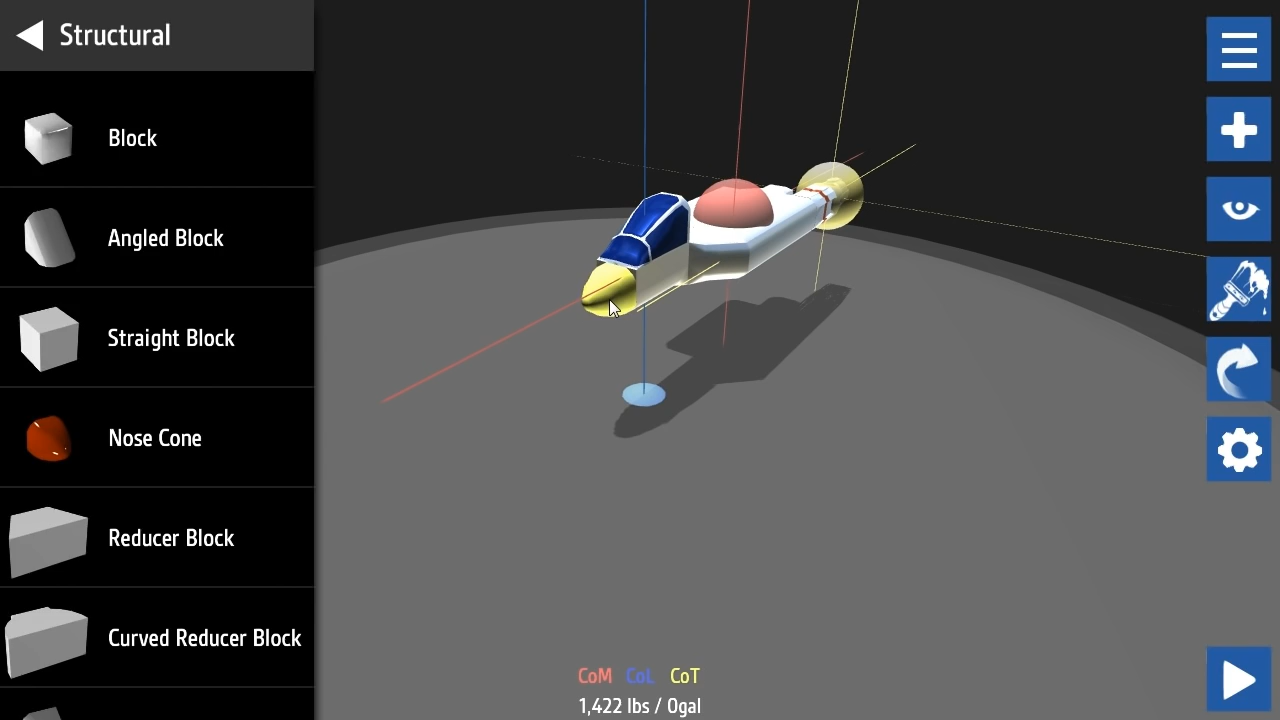 Structural
Block
Angled Block
Straight Block
Nose Cone
Reducer Block
Curved Reducer Block
CoM CoL CoT
1,422 lbs / 0gal